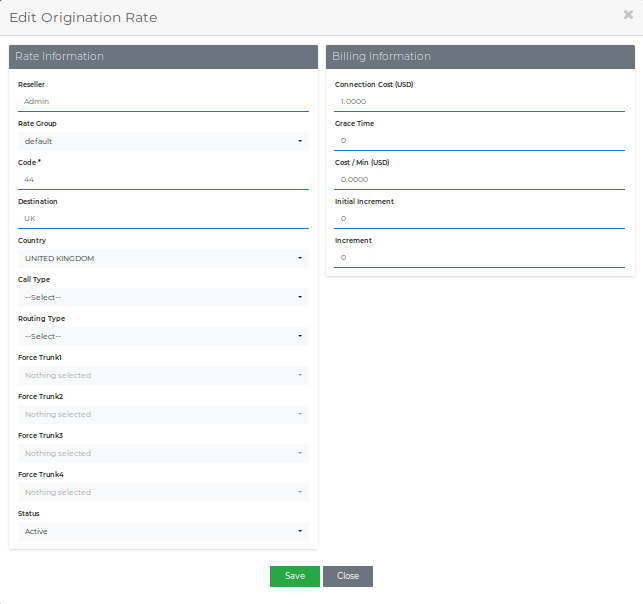 Edit Origination Rate
×
Rate Information
Reseller
Admin
Rate Group
default
Code *
44
Destination
UK
Country
UNITED KINGDOM
Call Type
--Select--
Routing Type
--Select--
Force Trunk1
Nothing selected
Force Trunk2
Nothing selected
Force Trunk3
Nothing selected
Force Trunk4
Nothing selected
Status
Active
Billing Information
Connection Cost (USD)
1.0000
Grace Time
0
Cost / Min (USD)
0.0000
Initial Increment
0
Increment
0
Save Close